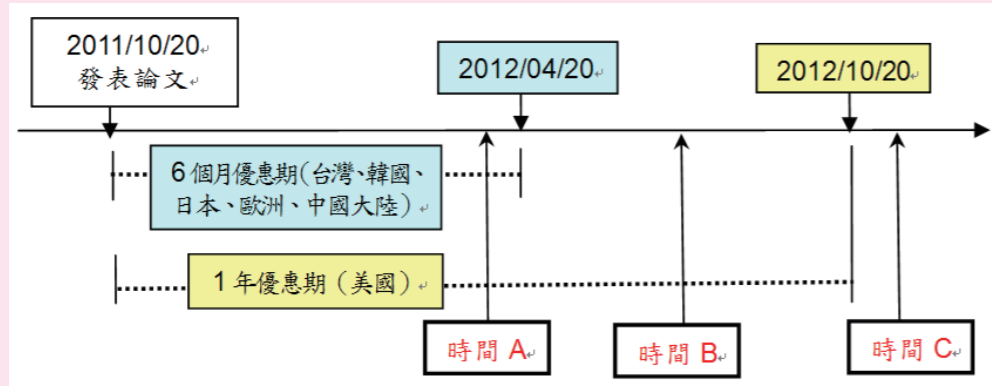 2011/10/20
發表論文
2012/04/20
2012/10/20
6個月優惠期(台灣、韓國、
日本、歐洲、中國大陸)
1年優惠期(美國)
時間 A
時間 B
時間 C